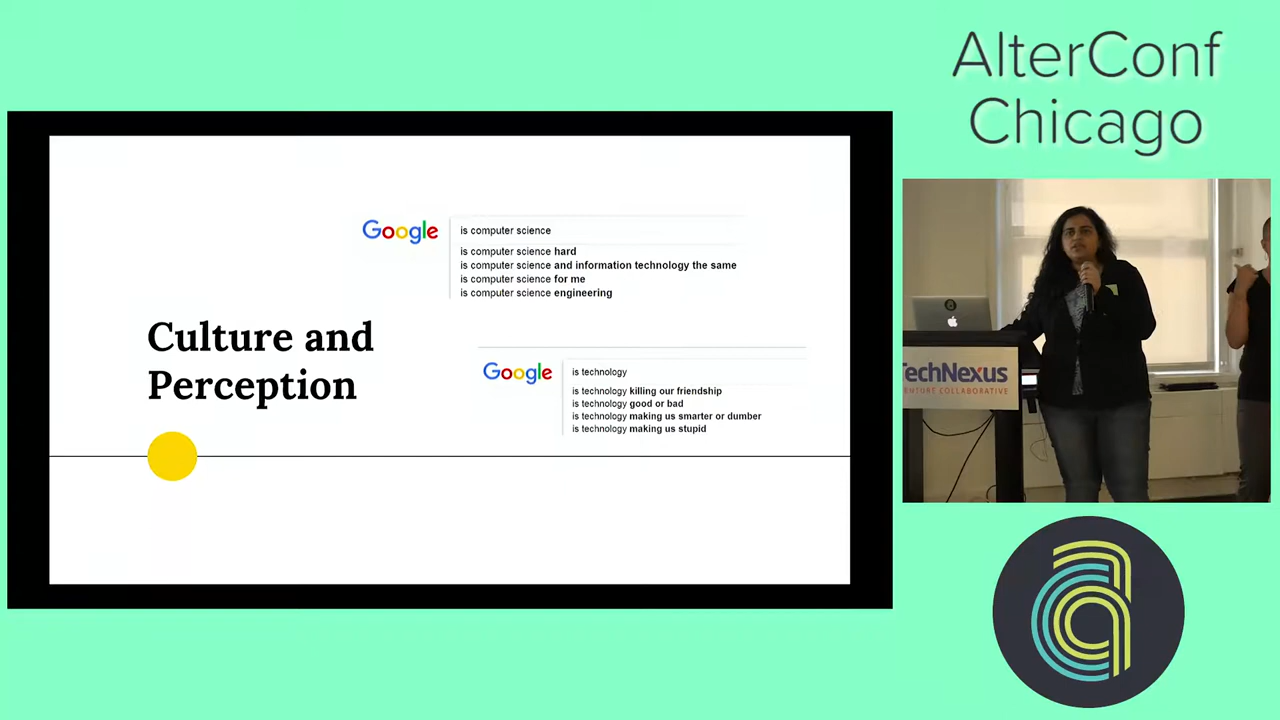 AlterConf
Chicago
Google
is computer science
is computer science hard
is computer science and information technology the same
is computer science for me
is computer science engineering
Culture and
Perception
Google
is technology
is technology killing our friendship
is technology good or bad
is technology making us smarter or dumber
is technology making us stupid
TechNexus
COLLABORATIVE